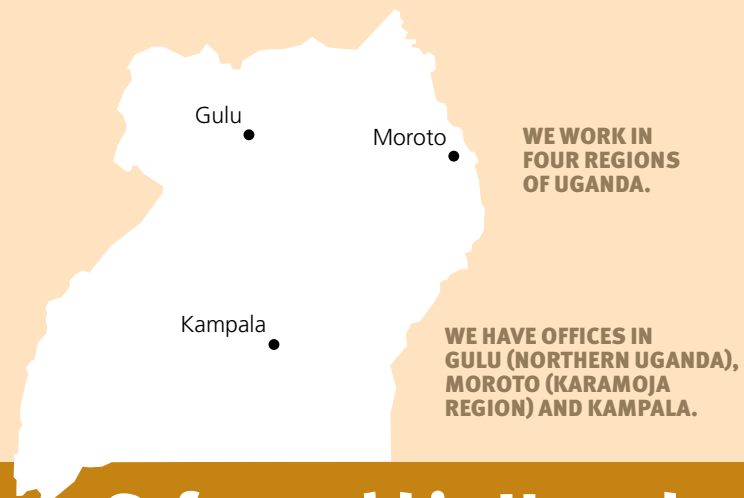 Gulu
Moroto
WE WORK IN
FOUR REGIONS
OF UGANDA.
Kampala
WE HAVE OFFICES IN
GULU (NORTHERN UGANDA),
MOROTO (KARAMOJA
REGION) AND KAMPALA.